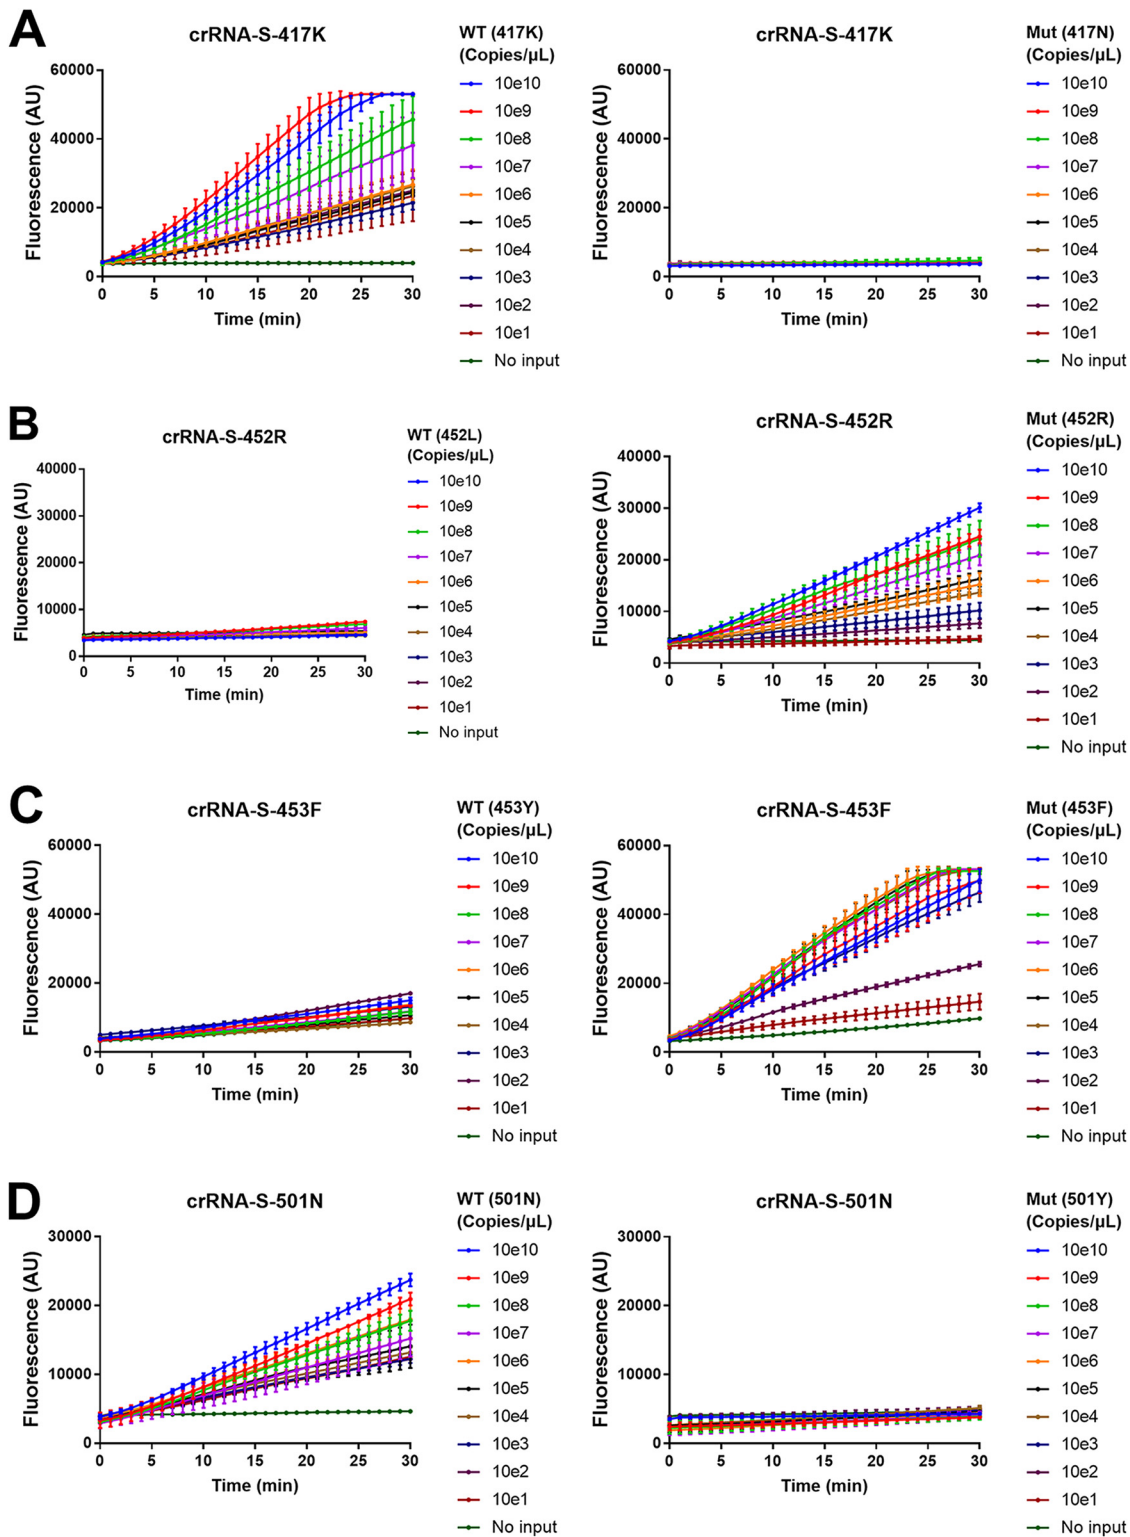 A
crRNA-S-417K
WT (417K)
(Copies/μL)
Fluorescence (AU)
60000
40000
20000
0
0 5 10 15 20 25 30
Time (min)
10e10
10e9
10e8
10e7
10e6
10e5
10e4
10e3
10e2
10e1
No input
crRNA-S-417K
Mut (417N)
(Copies/μL)
Fluorescence (AU)
60000
40000
20000
0
0 5 10 15 20 25 30
Time (min)
10e10
10e9
10e8
10e7
10e6
10e5
10e4
10e3
10e2
10e1
No input
B
crRNA-S-452R
WT (452L)
(Copies/μL)
Fluorescence (AU)
40000
30000
20000
10000
0
0 5 10 15 20 25 30
Time (min)
10e10
10e9
10e8
10e7
10e6
10e5
10e4
10e3
10e2
10e1
No input
crRNA-S-452R
Mut (452R)
(Copies/μL)
Fluorescence (AU)
40000
30000
20000
10000
0
0 5 10 15 20 25 30
Time (min)
10e10
10e9
10e8
10e7
10e6
10e5
10e4
10e3
10e2
10e1
No input
C
crRNA-S-453F
WT (453Y)
(Copies/μL)
Fluorescence (AU)
60000
40000
20000
0
0 5 10 15 20 25 30
Time (min)
10e10
10e9
10e8
10e7
10e6
10e5
10e4
10e3
10e2
10e1
No input
crRNA-S-453F
Mut (453F)
(Copies/μL)
Fluorescence (AU)
60000
40000
20000
0
0 5 10 15 20 25 30
Time (min)
10e10
10e9
10e8
10e7
10e6
10e5
10e4
10e3
10e2
10e1
No input
D
crRNA-S-501N
WT (501N)
(Copies/μL)
Fluorescence (AU)
30000
20000
10000
0
0 5 10 15 20 25 30
Time (min)
10e10
10e9
10e8
10e7
10e6
10e5
10e4
10e3
10e2
10e1
No input
crRNA-S-501N
Mut (501Y)
(Copies/μL)
Fluorescence (AU)
30000
20000
10000
0
0 5 10 15 20 25 30
Time (min)
10e10
10e9
10e8
10e7
10e6
10e5
10e4
10e3
10e2
10e1
No input